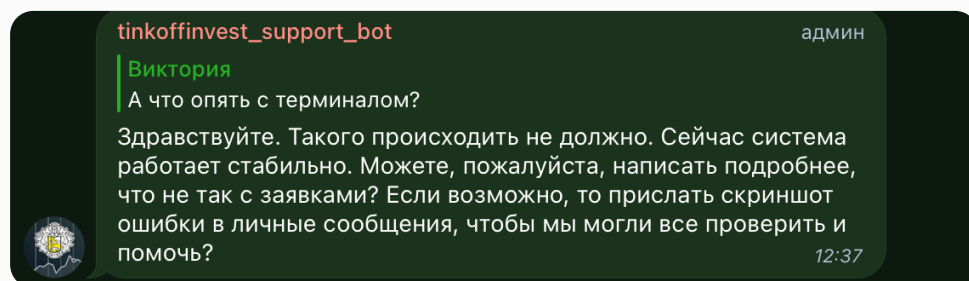 tinkoffinvest_support_bot админ
Виктория
А что опять с терминалом?
Здравствуйте. Такого происходить не должно. Сейчас система
работает стабильно. Можете, пожалуйста, написать подробнее,
что не так с заявками? Если возможно, то прислать скриншот
ошибки в личные сообщения, чтобы мы могли все проверить и
помочь?
12:37